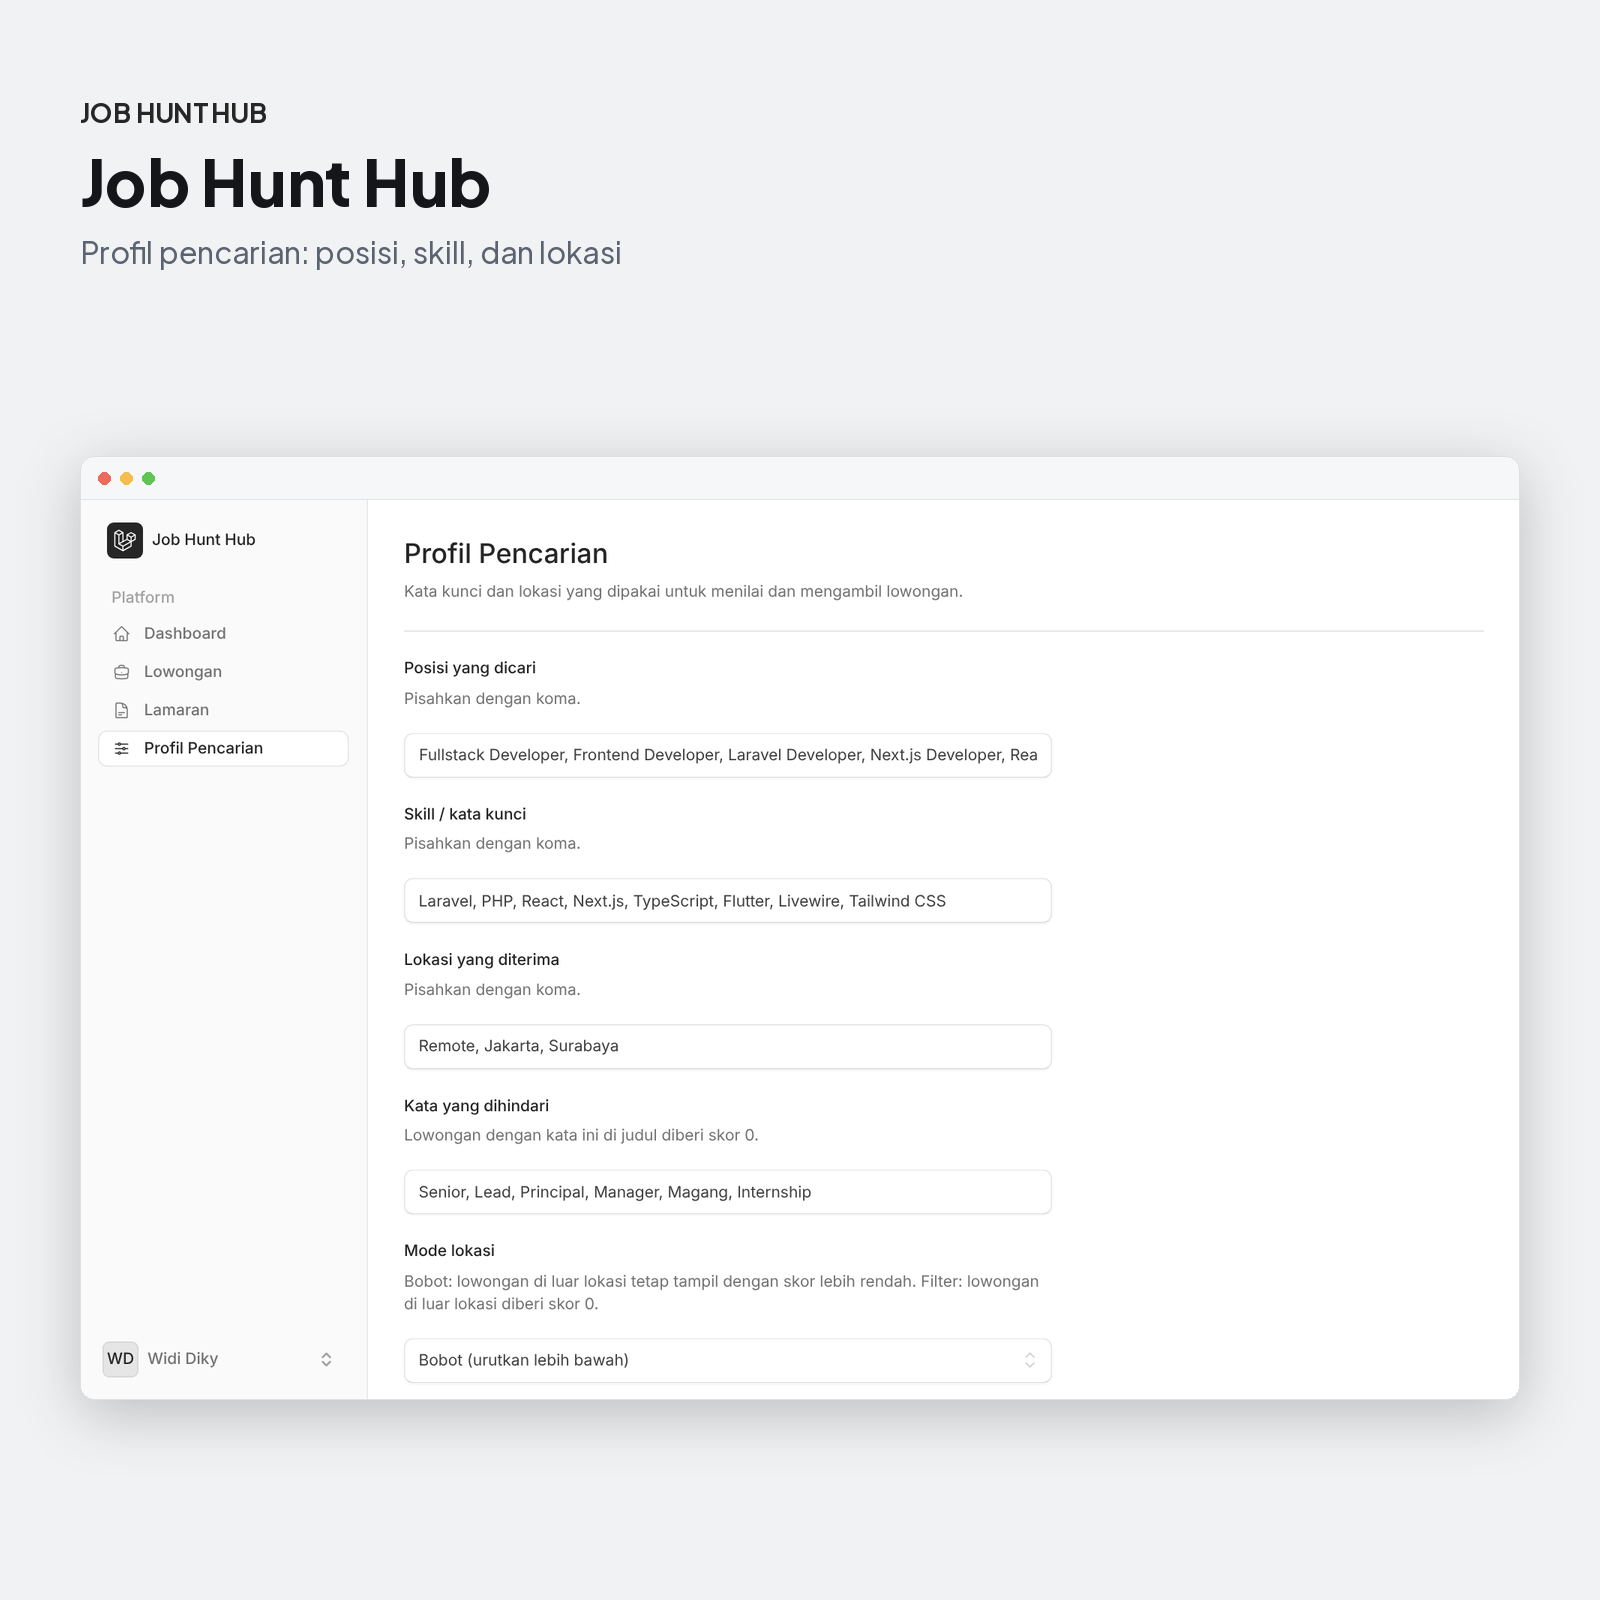 JOB HUNT HUB
Job Hunt Hub
Profil pencarian: posisi, skill, dan lokasi
Job Hunt Hub
Platform
Dashboard
Lowongan
Lamaran
Profil Pencarian
WD
Widi Diky
Profil Pencarian
Kata kunci dan lokasi yang dipakai untuk menilai dan mengambil lowongan.
Posisi yang dicari
Pisahkan dengan koma.
Fullstack Developer, Frontend Developer, Laravel Developer, Next.js Developer, Rea
Skill / kata kunci
Pisahkan dengan koma.
Laravel, PHP, React, Next.js, TypeScript, Flutter, Livewire, Tailwind CSS
Lokasi yang diterima
Pisahkan dengan koma.
Remote, Jakarta, Surabaya
Kata yang dihindari
Lowongan dengan kata ini di judul diberi skor 0.
Senior, Lead, Principal, Manager, Magang, Internship
Mode lokasi
Bobot: lowongan di luar lokasi tetap tampil dengan skor lebih rendah. Filter: lowongan
di luar lokasi diberi skor 0.
Bobot (urutkan lebih bawah)